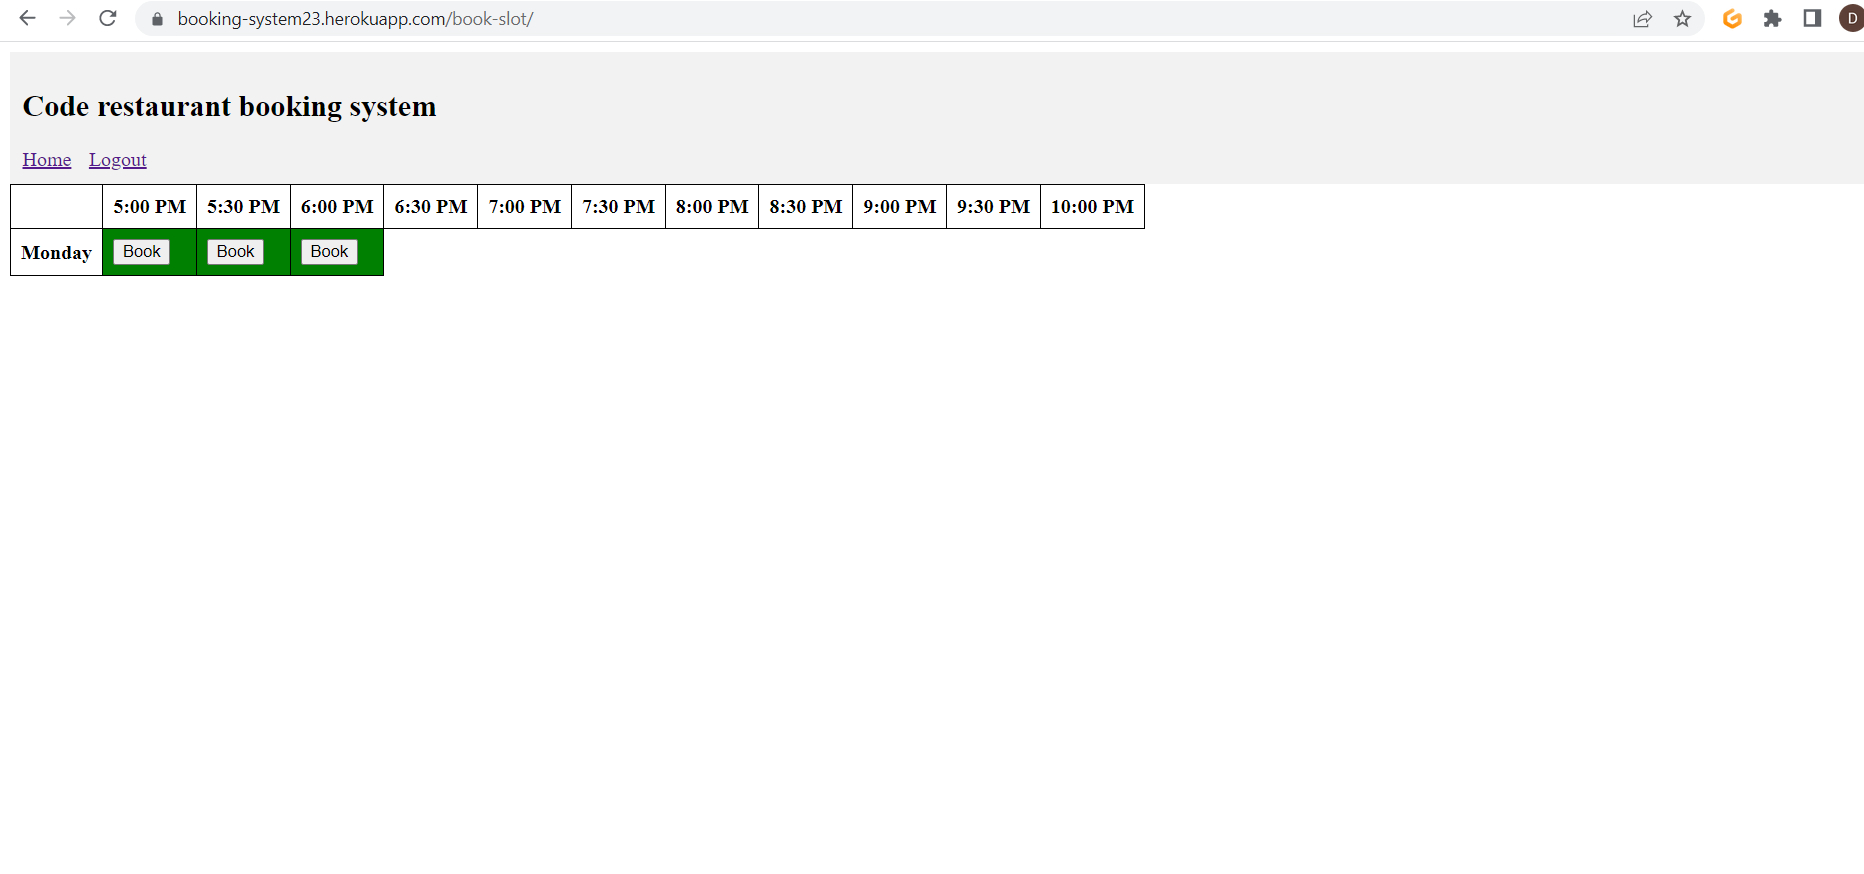 booking-system23.herokuapp.com/book-slot/
D
Code restaurant booking system
Home Logout
5:00 PM 5:30 PM 6:00 PM 6:30 PM 7:00 PM 7:30 PM 8:00 PM 8:30 PM 9:00 PM 9:30 PM 10:00 PM
Monday Book Book Book